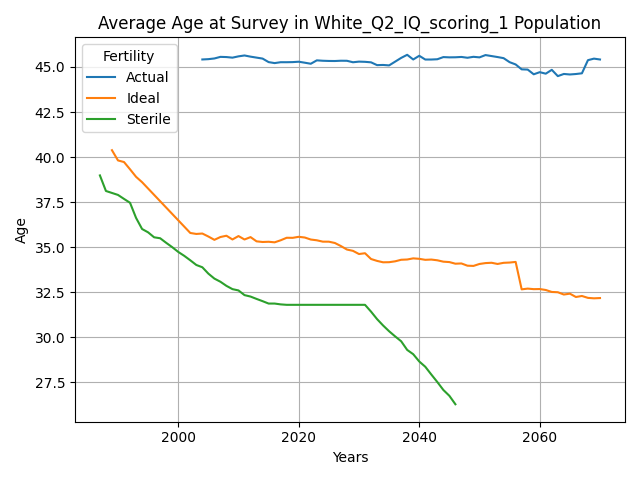 Average Age at Survey in White_Q2_IQ_scoring_1 Population
Fertility
Actual
Ideal
Sterile
Age
45.0
42.5
40.0
37.5
35.0
32.5
30.0
27.5
2000
2020
2040
2060
Years